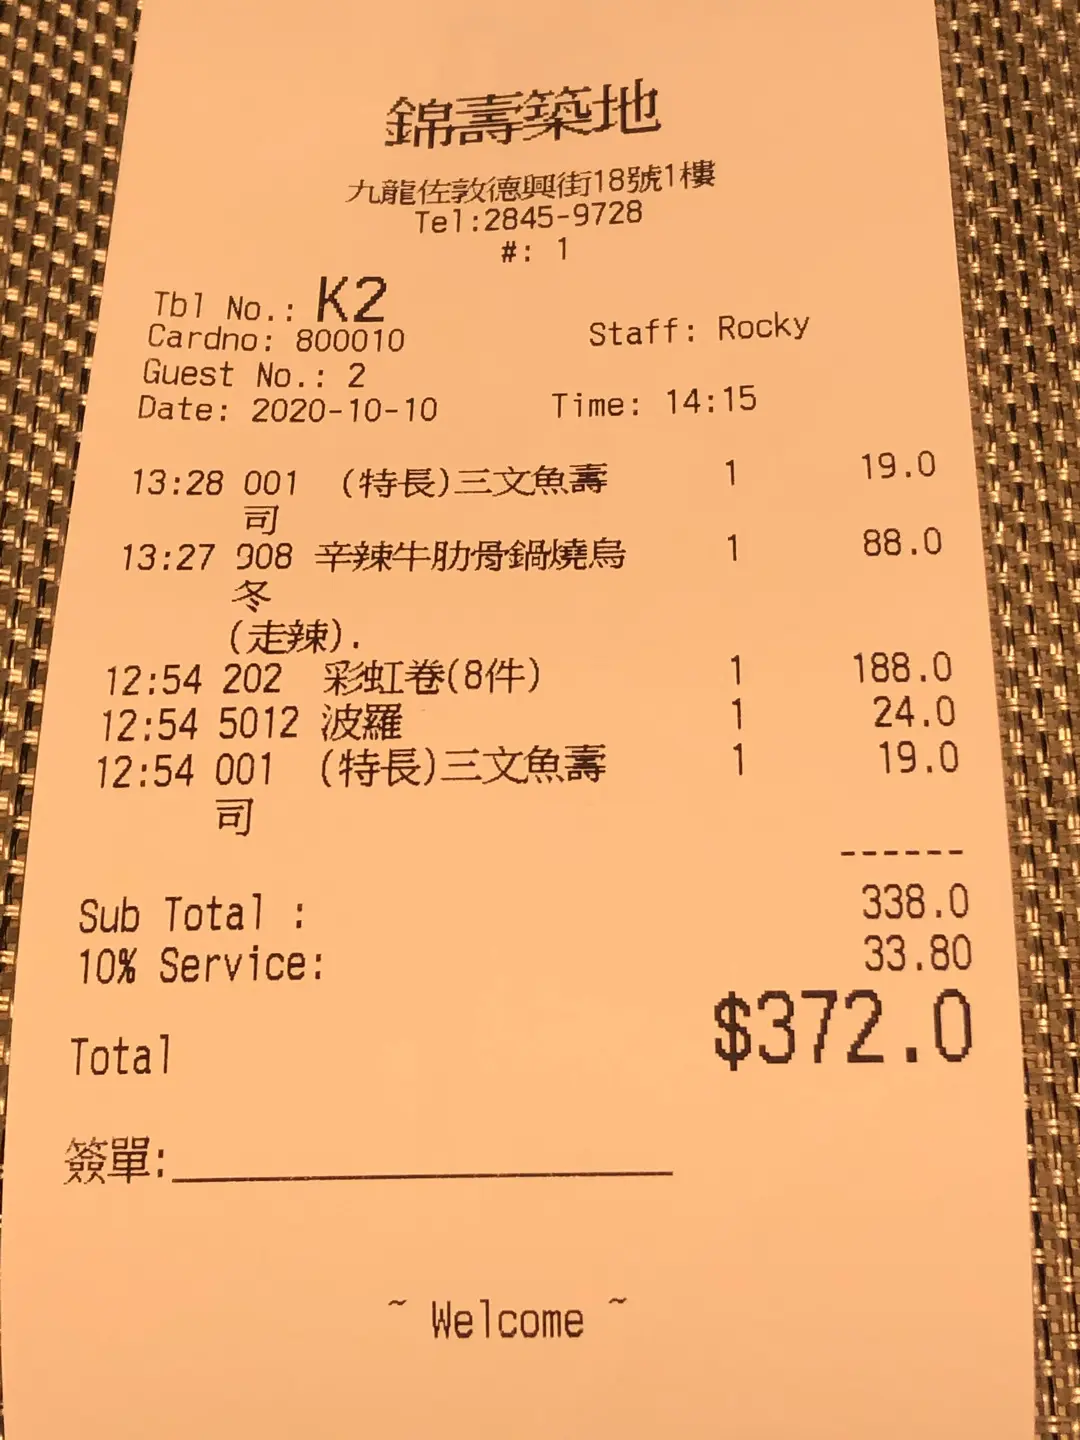 錦壽築地
九龍佐敦德興街18號1樓
Tel:2845-9728
#: 1
Tbl No.: K2
Cardno: 800010 Staff: Rocky
Guest No.: 2
Date: 2020-10-10 Time: 14:15
13:28 001 (特長)三文魚壽 1 19.0
司
13:27 908 辛辣牛肋骨鍋燒烏 1 88.0
冬
(走辣).
12:54 202 彩虹卷(8件) 1 188.0
12:54 5012 波羅 1 24.0
12:54 001 (特長)三文魚壽 1 19.0
司
------
Sub Total : 338.0
10% Service: 33.80
Total $372.0
簽單:
~ Welcome ~